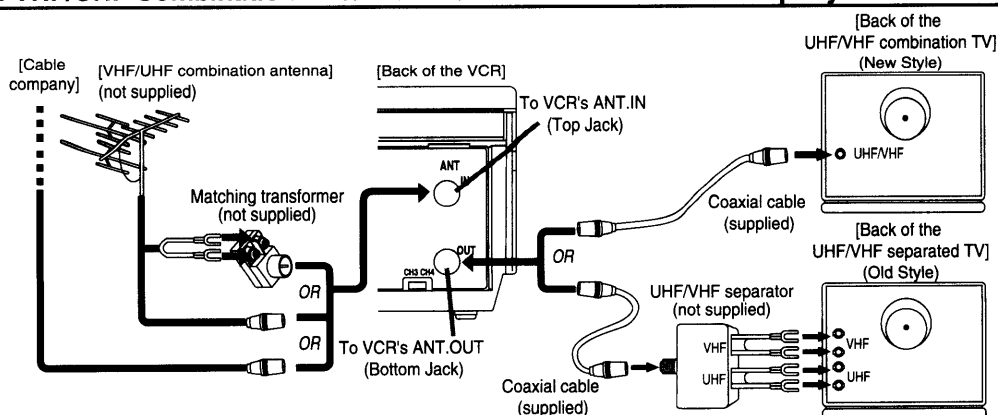 [Back of the
UHF/VHF combination TV]
(New Style)
[Cable
company]
[VHF/UHF combination antenna]
(not supplied)
[Back of the VCR]
To VCR's ANT.IN
(Top Jack)
ANT
IN
UHF/VHF
Matching transformer
(not supplied)
Coaxial cable
(supplied)
OUT
CH3 CH4
OR
OR
OR
[Back of the
UHF/VHF separated TV]
(Old Style)
UHF/VHF separator
(not supplied)
To VCR's ANT.OUT
(Bottom Jack)
VHF
UHF
VHF
UHF
Coaxial cable
(supplied)